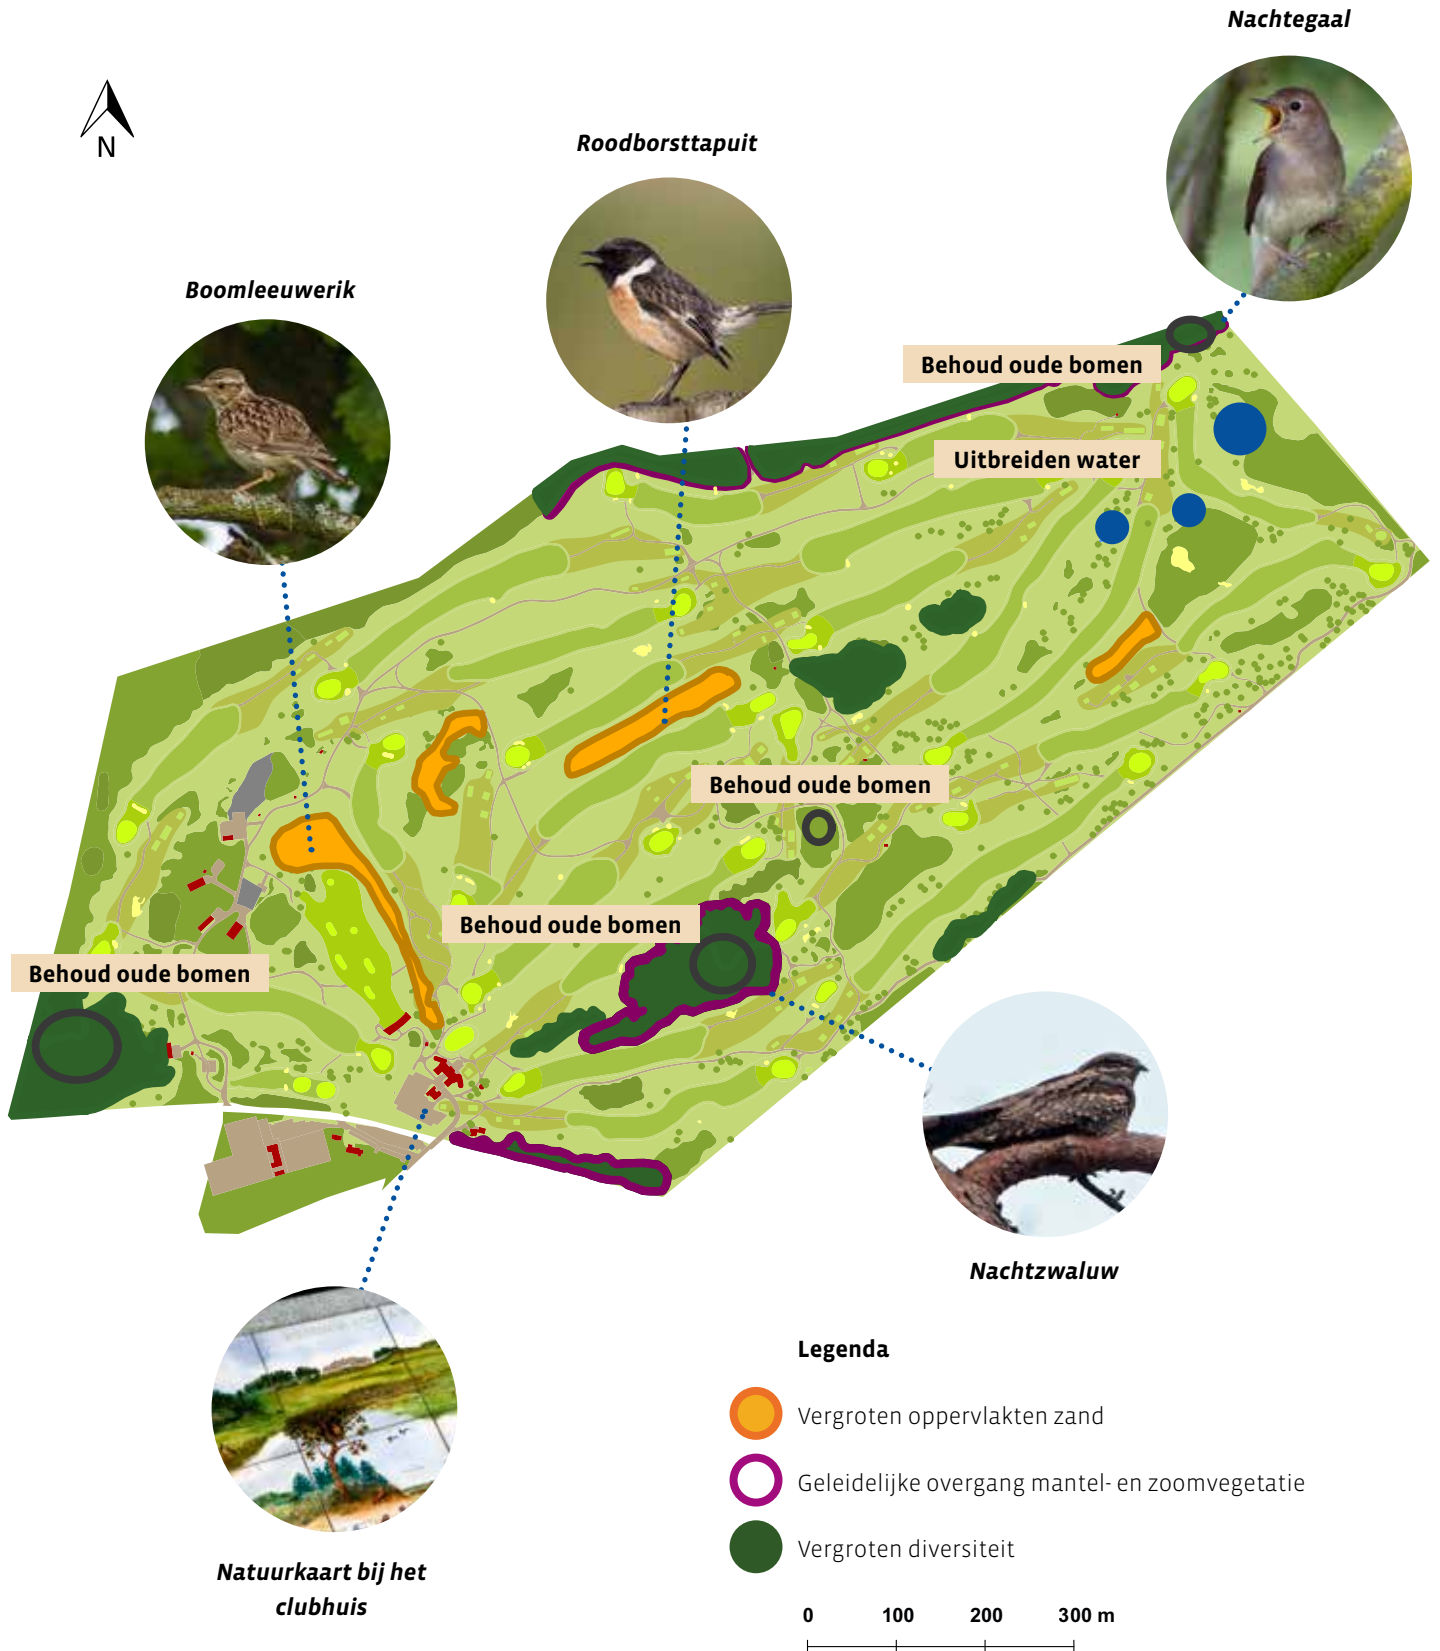 Nachtegaal
N
Roodborsttapuit
Boomleeuwerik
Behoud oude bomen
Uitbreiden water
Behoud oude bomen
Behoud oude bomen
Behoud oude bomen
Nachtzwaluw
Natuurkaart bij het
clubhuis
Legenda
Vergroten oppervlakten zand
Geleidelijke overgang mantel- en zoomvegetatie
Vergroten diversiteit
0 100 200 300 m